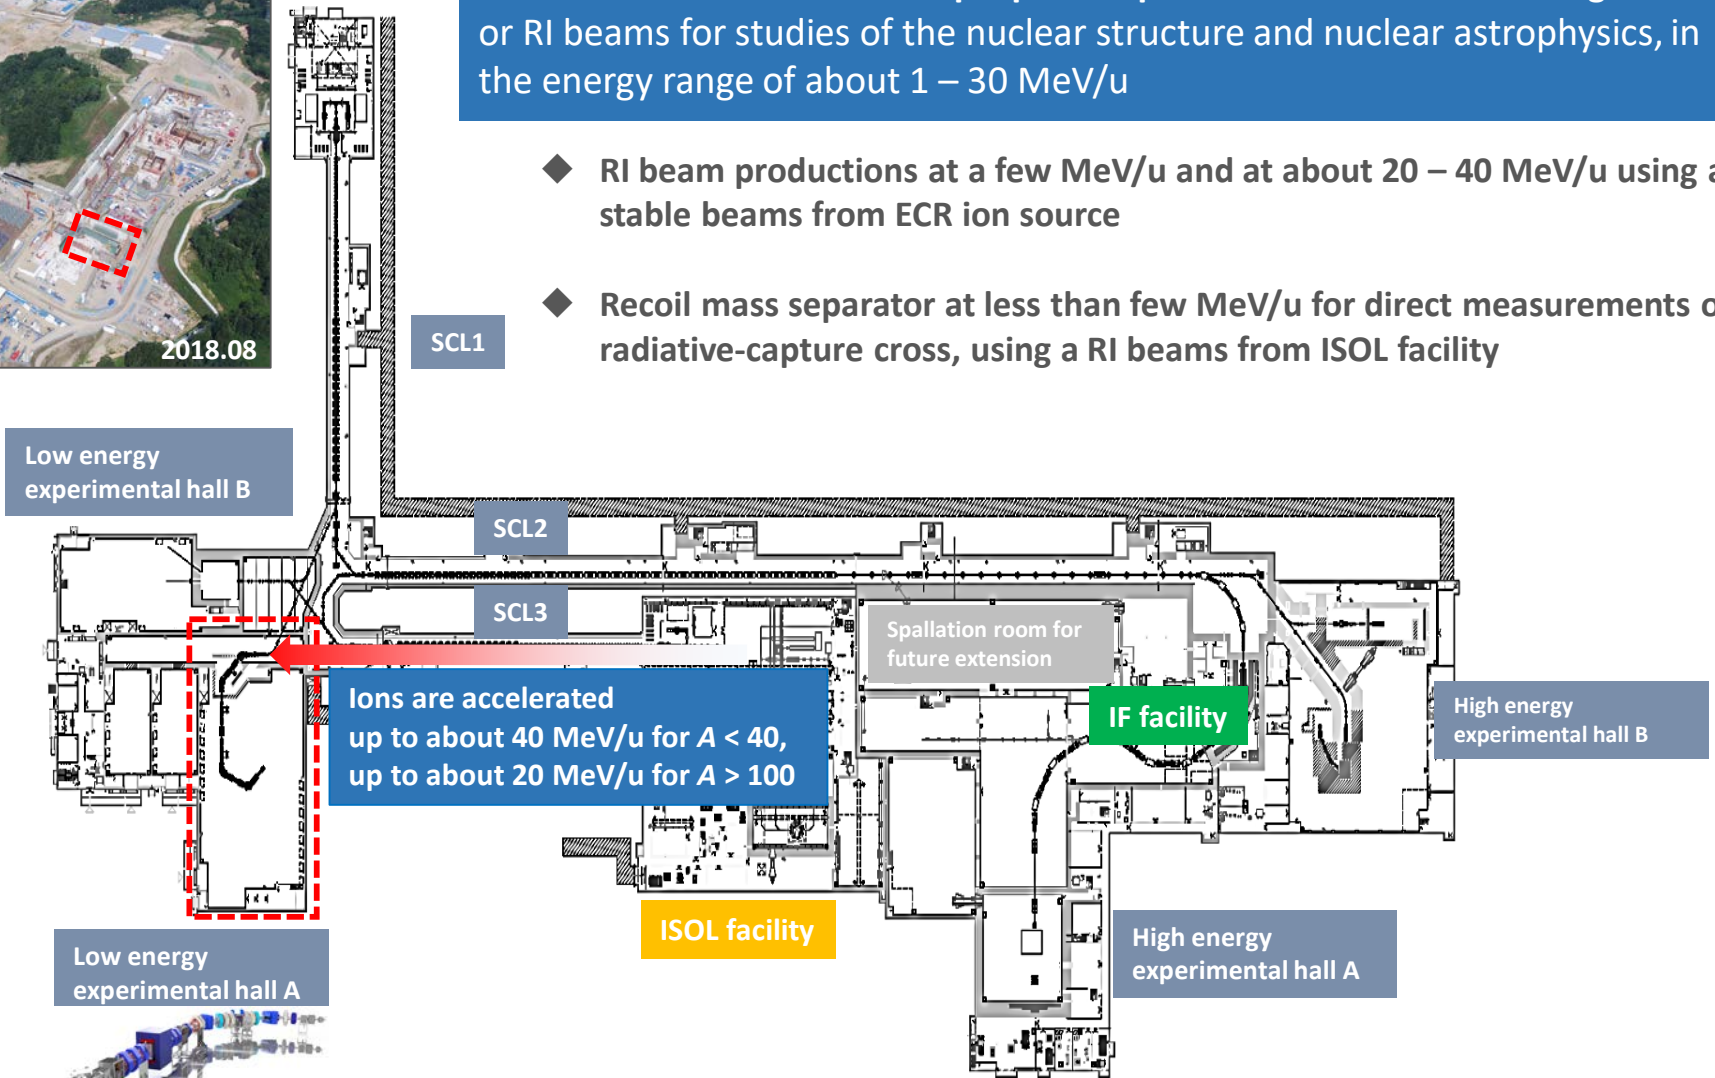 or RI beams for studies of the nuclear structure and nuclear astrophysics, in
the energy range of about 1 – 30 MeV/u
◆ RI beam productions at a few MeV/u and at about 20 – 40 MeV/u using a
stable beams from ECR ion source
◆ Recoil mass separator at less than few MeV/u for direct measurements o
radiative-capture cross, using a RI beams from ISOL facility
2018.08
SCL1
Low energy
experimental hall B
SCL2
SCL3
Spallation room for
future extension
Ions are accelerated
up to about 40 MeV/u for A < 40,
up to about 20 MeV/u for A > 100
IF facility
High energy
experimental hall B
ISOL facility
High energy
experimental hall A
Low energy
experimental hall A